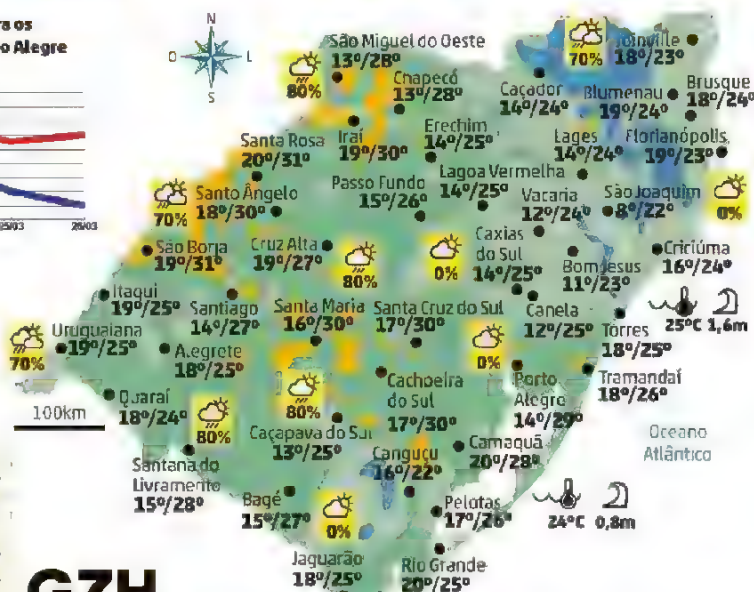 ra os
o Alegre
25/03
26/03
N
O
L
S
São Miguel do Oeste
13º/28º
80%
Chapecó
13º/28º
70%
Joinville
18º/23º
Caçador
14º/24º
Blumenau
19º/24º
Brusque
18º/24º
Iraí
19º/30º
Erechim
14º/25º
Lages
14º/24º
Florianópolis
19º/23º
Santa Rosa
20º/31º
Lagoa Vermelha
14º/25º
Passo Fundo
15º/26º
Vacaria
12º/24º
São Joaquim
8º/22º
0%
70%
Santo Ângelo
18º/30º
São Borja
19º/31º
Cruz Alta
19º/27º
80%
0%
Caxias
do Sul
14º/25º
Bom Jesus
11º/23º
Criciúma
16º/24º
Itaqui
19º/25º
Santiago
14º/27º
Santa Maria
16º/30º
Santa Cruz do Sul
17º/30º
Canela
12º/25º
25ºC 1,6m
Torres
18º/25º
70%
Uruguaiana
19º/25º
Alegrete
18º/25º
0%
Tramandaí
18º/26º
Porto
Alegre
14º/29º
Quaraí
18º/24º
100km
80%
80%
Cachoeira
do Sul
17º/30º
Caçapava do Sul
13º/25º
Camaquã
20º/28º
Oceano
Atlântico
Santana do
Livramento
15º/28º
Canguçu
16º/22º
Bagé
15º/27º
0%
Pelotas
17º/26º
24ºC 0,8m
Jaguarão
18º/25º
Rio Grande
20º/25º
GZH